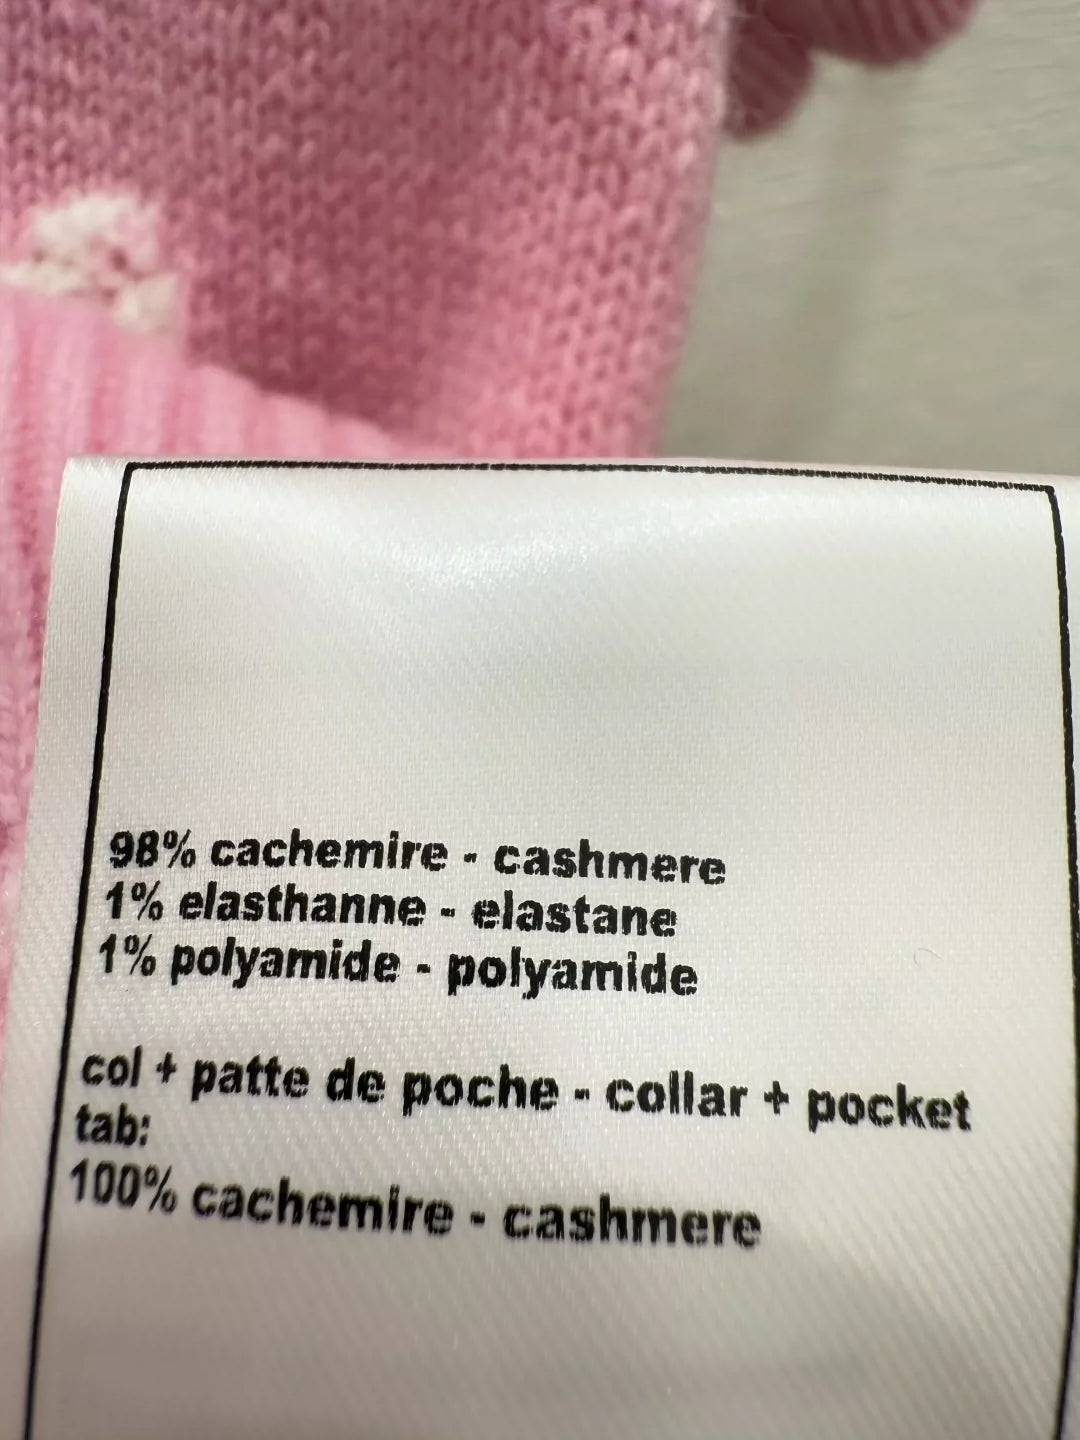 98% cachemire - cashmere
1% elasthanne - elastane
1% polyamide - polyamide
col + patte de poche - collar + pocket
tab:
100% cachemire - cashmere